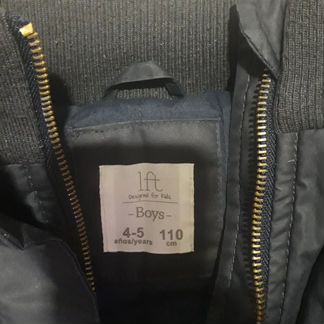 lft
Designed for Kids
-Boys-
4-5 110
años/years cm